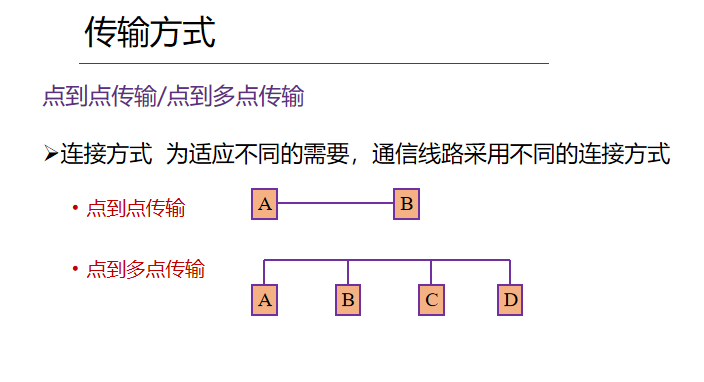 传输方式
点到点传输/点到多点传输
➢连接方式 为适应不同的需要，通信线路采用不同的连接方式
• 点到点传输
A B
• 点到多点传输
A B C D